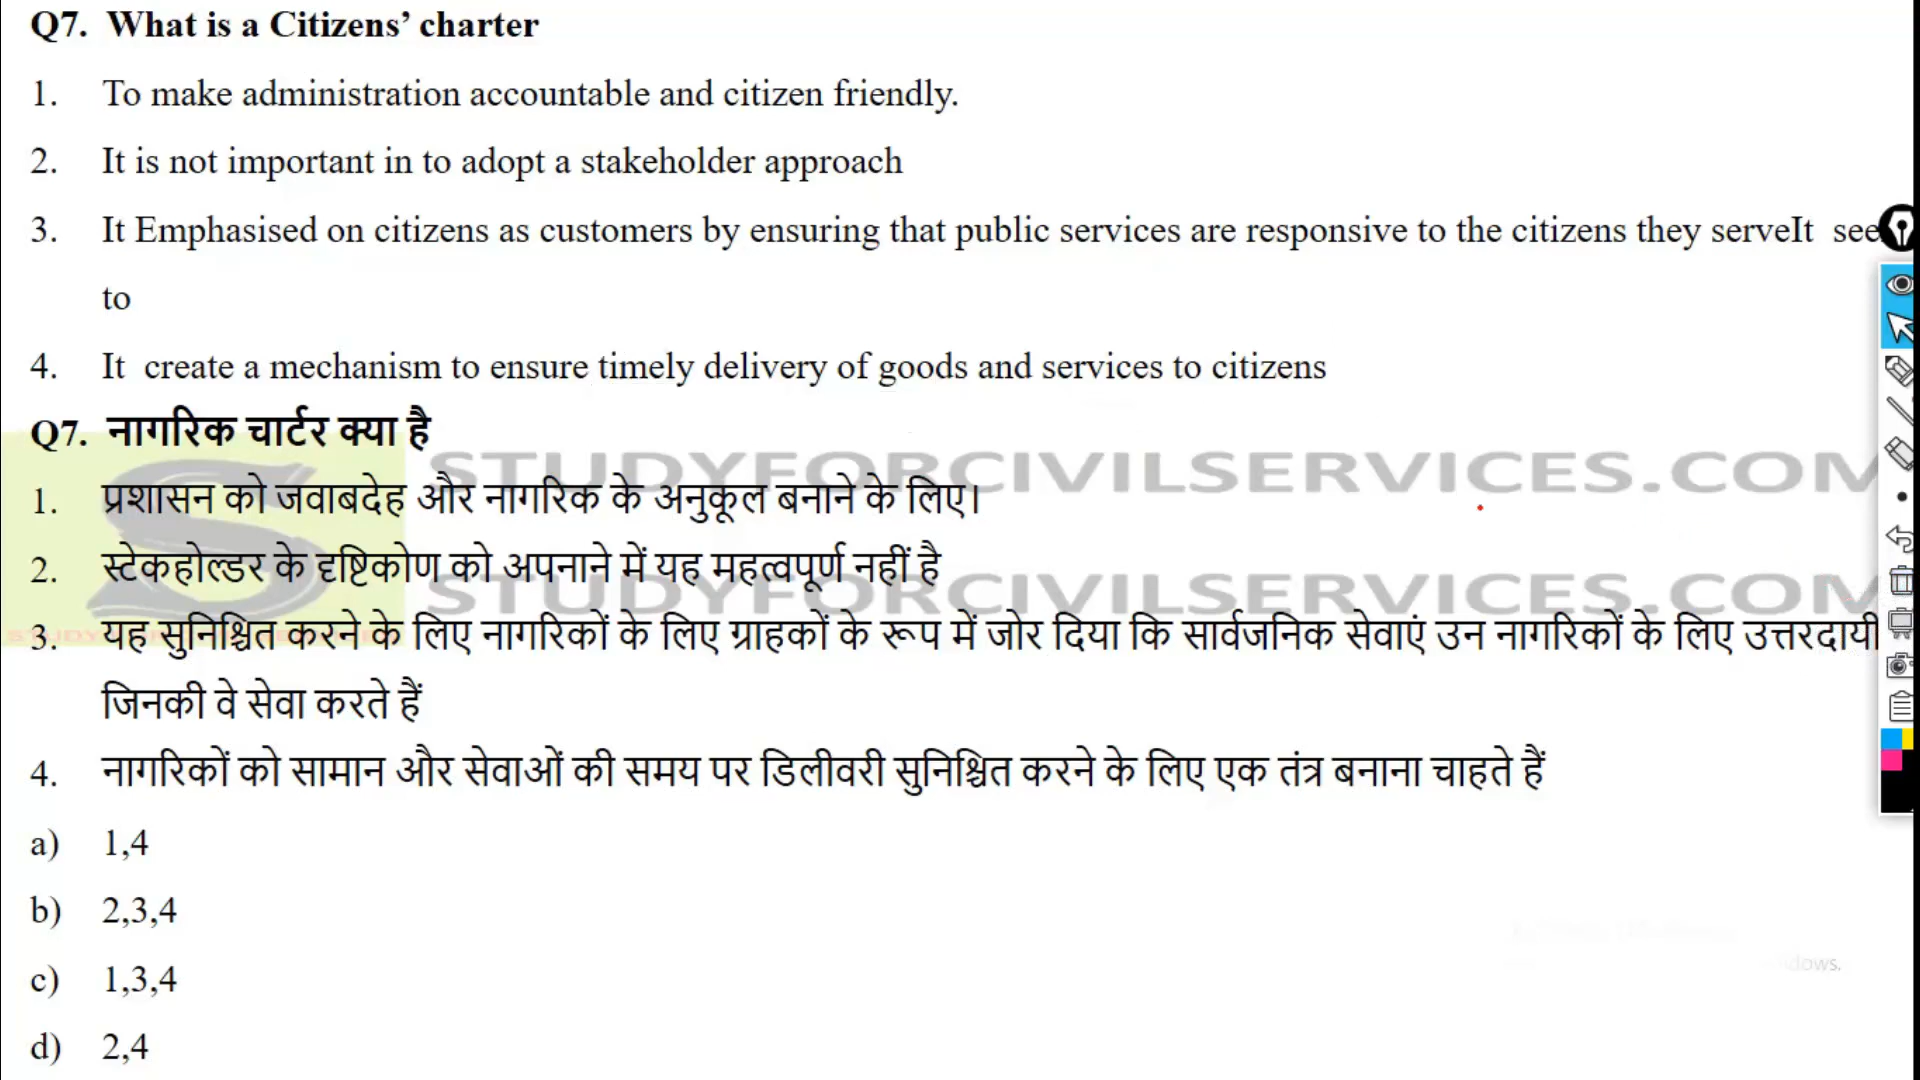 Q7. What is a Citizens’ charter
1. To make administration accountable and citizen friendly.
2. It is not important in to adopt a stakeholder approach
3. It Emphasised on citizens as customers by ensuring that public services are responsive to the citizens they serveIt see
to
4. It create a mechanism to ensure timely delivery of goods and services to citizens
Q7. नागरिक चार्टर क्या है
STUDYFORCIVILSERVICES.COM
1. प्रशासन को जवाबदेह और नागरिक के अनुकूल बनाने के लिए।
2. स्टेकहोल्डर के दृष्टिकोण को अपनाने में यह महत्वपूर्ण नहीं है
STUDYFORCIVILSERVICES.COM
3. यह सुनिश्चित करने के लिए नागरिकों के लिए ग्राहकों के रूप में जोर दिया कि सार्वजनिक सेवाएं उन नागरिकों के लिए उत्तरदायी
जिनकी वे सेवा करते हैं
4. नागरिकों को सामान और सेवाओं की समय पर डिलीवरी सुनिश्चित करने के लिए एक तंत्र बनाना चाहते हैं
a) 1,4
b) 2,3,4
c) 1,3,4
d) 2,4